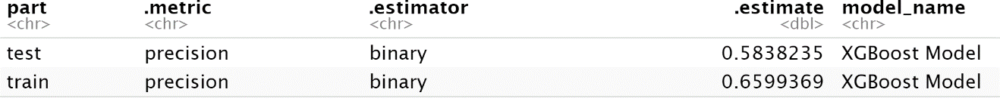 part .metric .estimator .estimate model_name
<chr> <chr> <chr> <dbl> <chr>
test precision binary 0.5838235 XGBoost Model
train precision binary 0.6599369 XGBoost Model